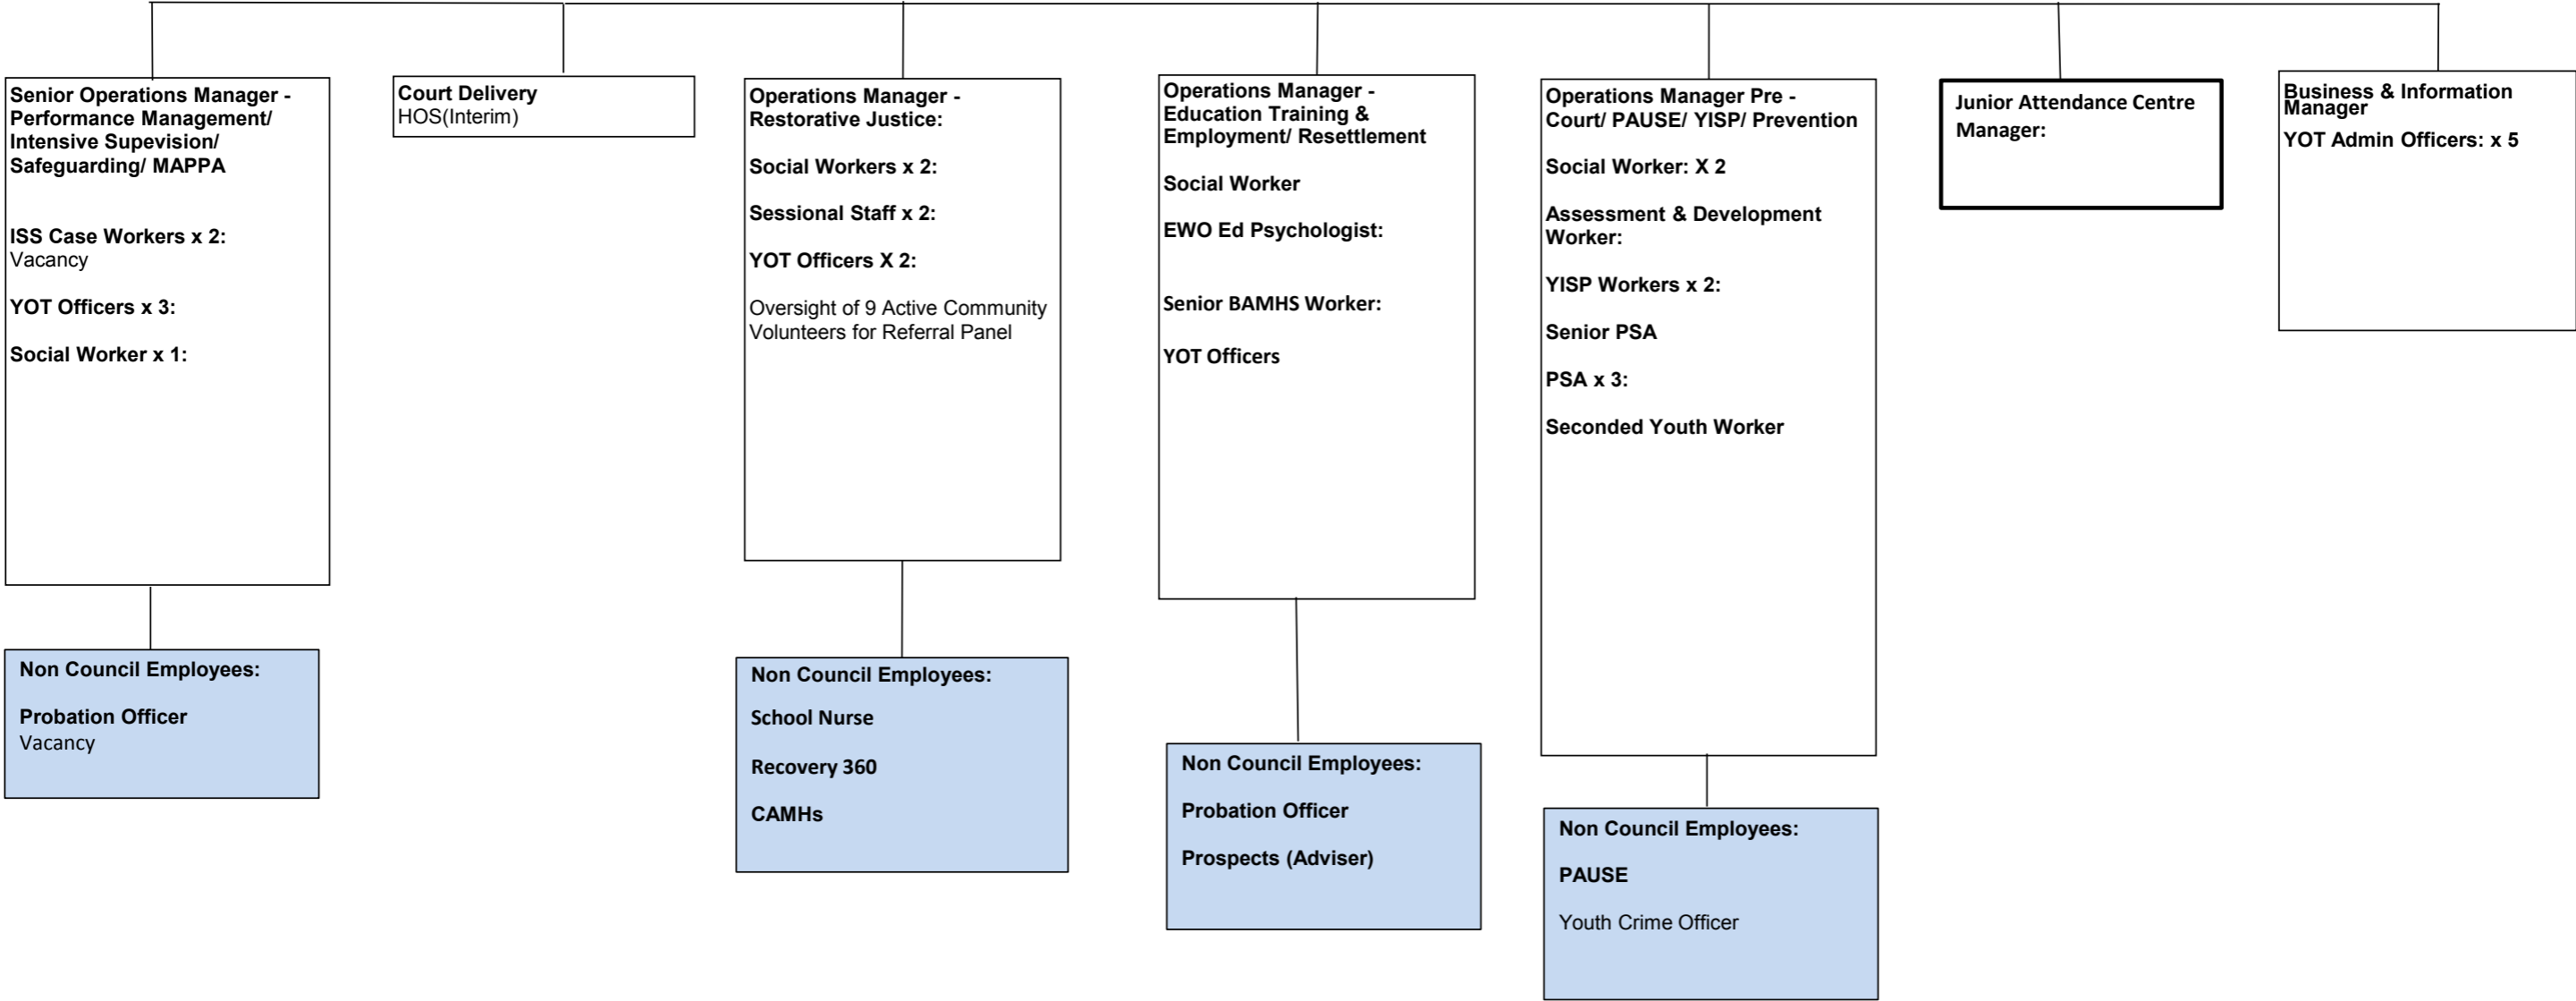 Senior Operations Manager -
Performance Management/
Intensive Supevision/
Safeguarding/ MAPPA
ISS Case Workers x 2:
Vacancy
YOT Officers x 3:
Social Worker x 1:
Non Council Employees:
Probation Officer
Vacancy
Court Delivery
HOS(Interim)
Operations Manager -
Restorative Justice:
Social Workers x 2:
Sessional Staff x 2:
YOT Officers X 2:
Oversight of 9 Active Community
Volunteers for Referral Panel
Non Council Employees:
School Nurse
Recovery 360
CAMHs
Operations Manager -
Education Training &
Employment/ Resettlement
Social Worker
EWO Ed Psychologist:
Senior BAMHS Worker:
YOT Officers
Non Council Employees:
Probation Officer
Prospects (Adviser)
Operations Manager Pre -
Court/ PAUSE/ YISP/ Prevention
Social Worker: X 2
Assessment & Development
Worker:
YISP Workers x 2:
Senior PSA
PSA x 3:
Seconded Youth Worker
Non Council Employees:
PAUSE
Youth Crime Officer
Junior Attendance Centre
Manager:
Business & Information
Manager
YOT Admin Officers: x 5